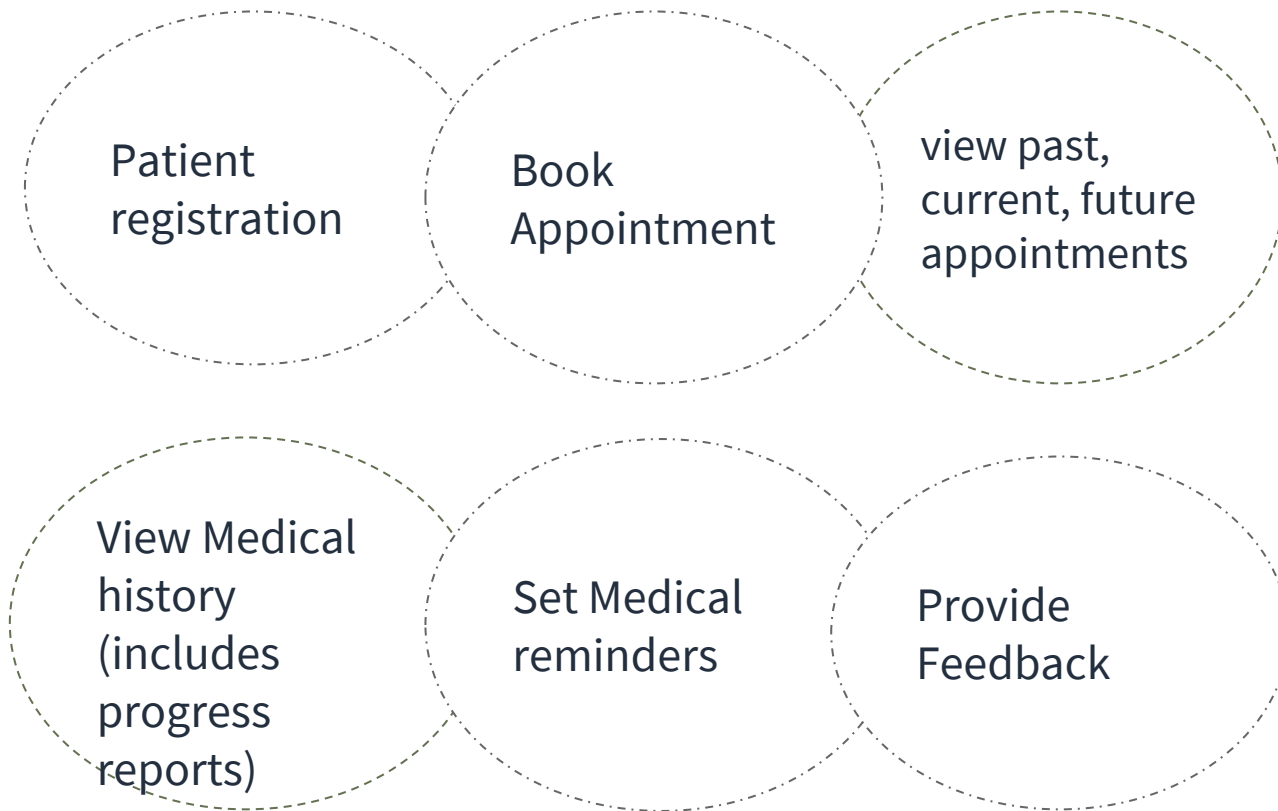 Patient
registration
Book
Appointment
view past,
current, future
appointments
View Medical
history
(includes
progress
reports)
Set Medical
reminders
Provide
Feedback